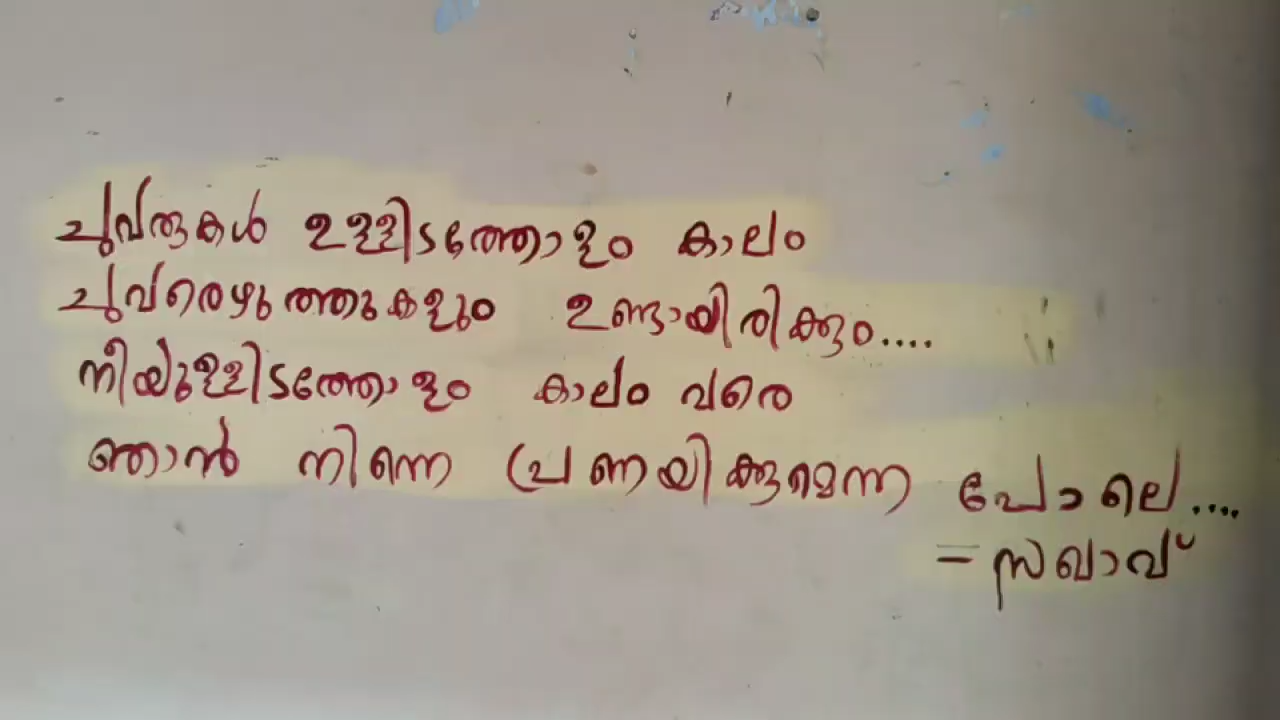 ചുവരുകൾ ഉള്ളിടത്തോളം കാലം
ചുവരെഴുത്തുകളും ഉണ്ടായിരിക്കും....
നീയുള്ളിടത്തോളം കാലം വരെ
ഞാൻ നിന്നെ പ്രണയിക്കുമെന്ന പോലെ....
- സഖാവ്